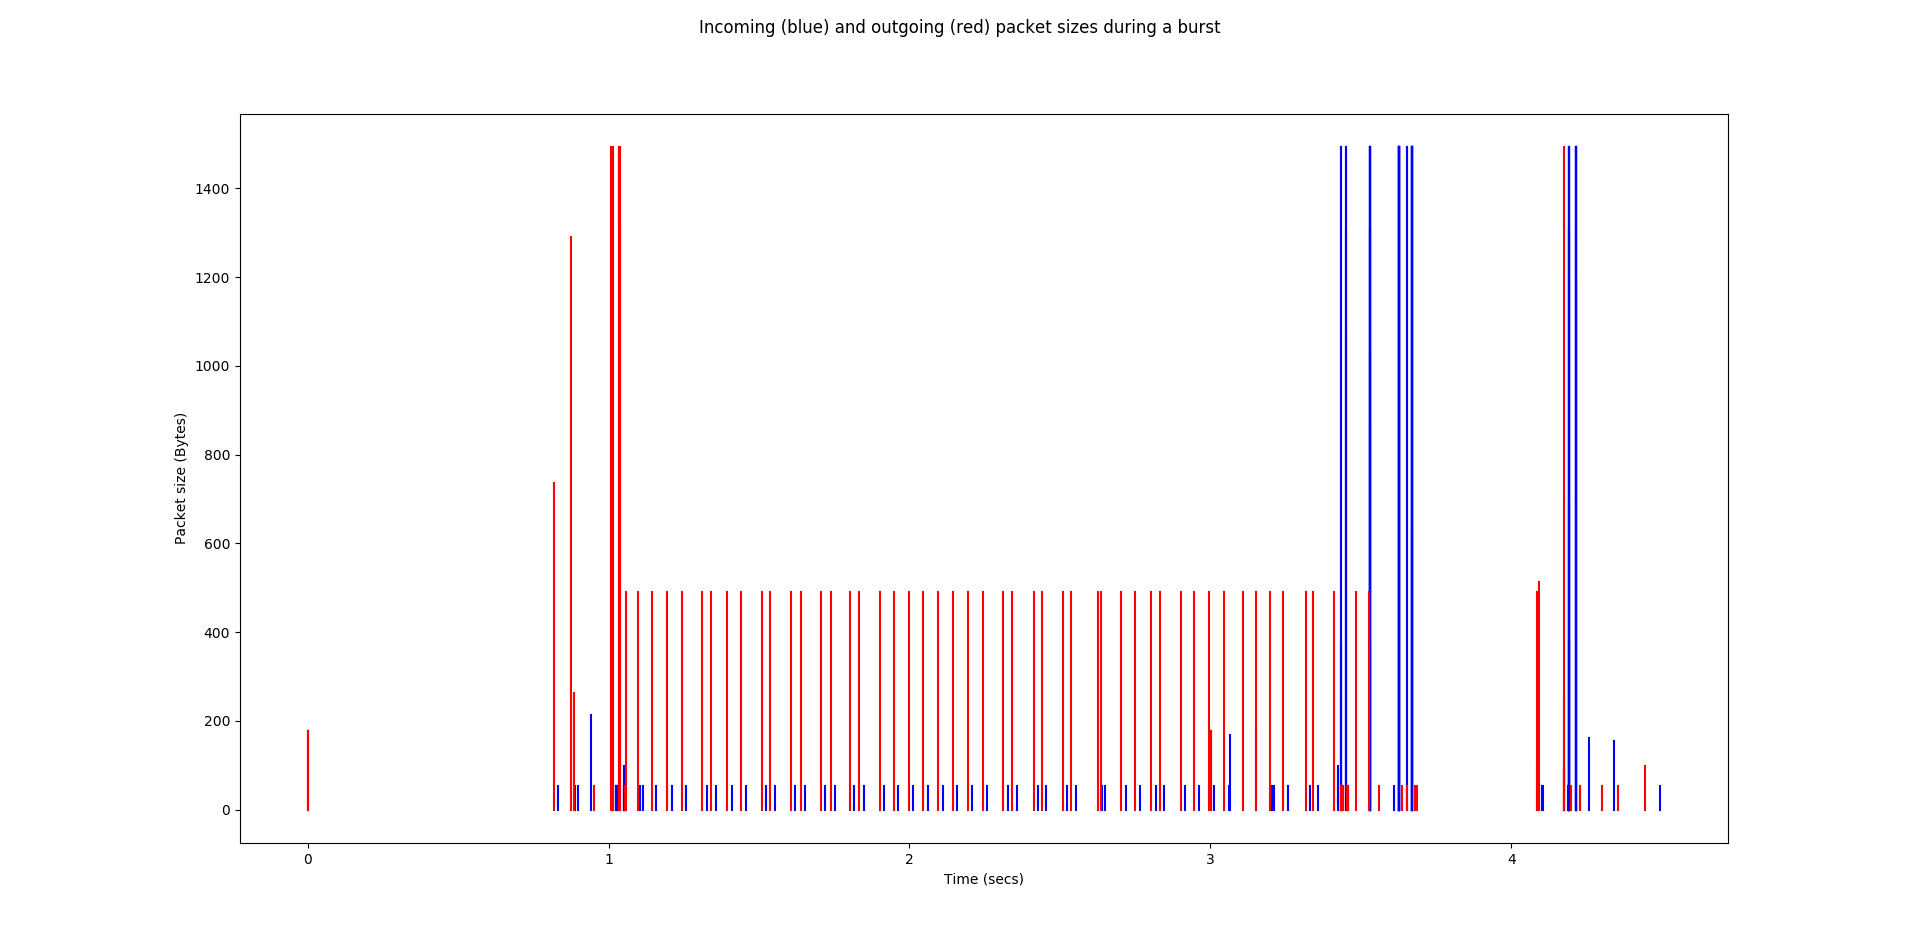 Incoming (blue) and outgoing (red) packet sizes during a burst
1400
1200
1000
800
600
400
200
0
Packet size (Bytes)
0 1 2 3 4
Time (secs)